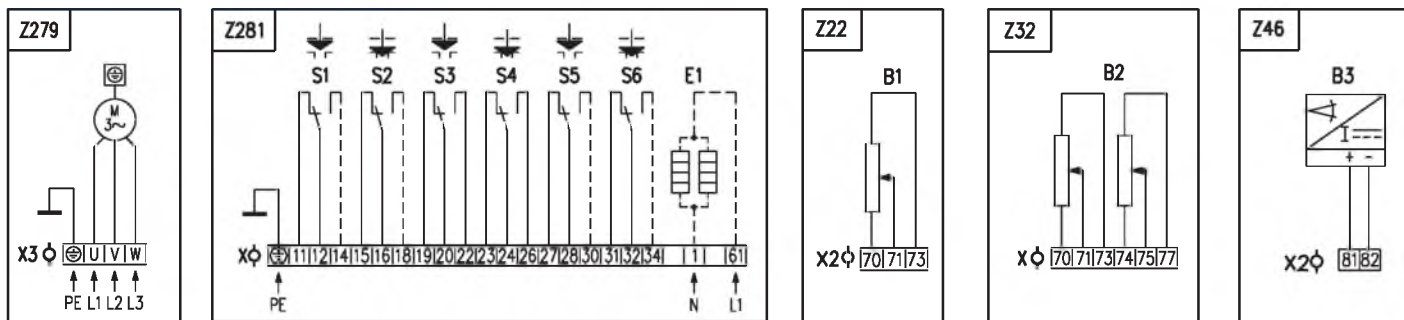 Z279
M
3~
X3 U V W
PE L1 L2 L3
Z281
S1 S2 S3 S4 S5 S6 E1
X 11 12 14 15 16 18 19 20 22 23 24 26 27 28 30 31 32 34 1 61
PE N L1
Z22
B1
X2 70 71 73
Z32
B2
X 70 71 73 74 75 77
Z46
B3
I
+ -
X2 81 82